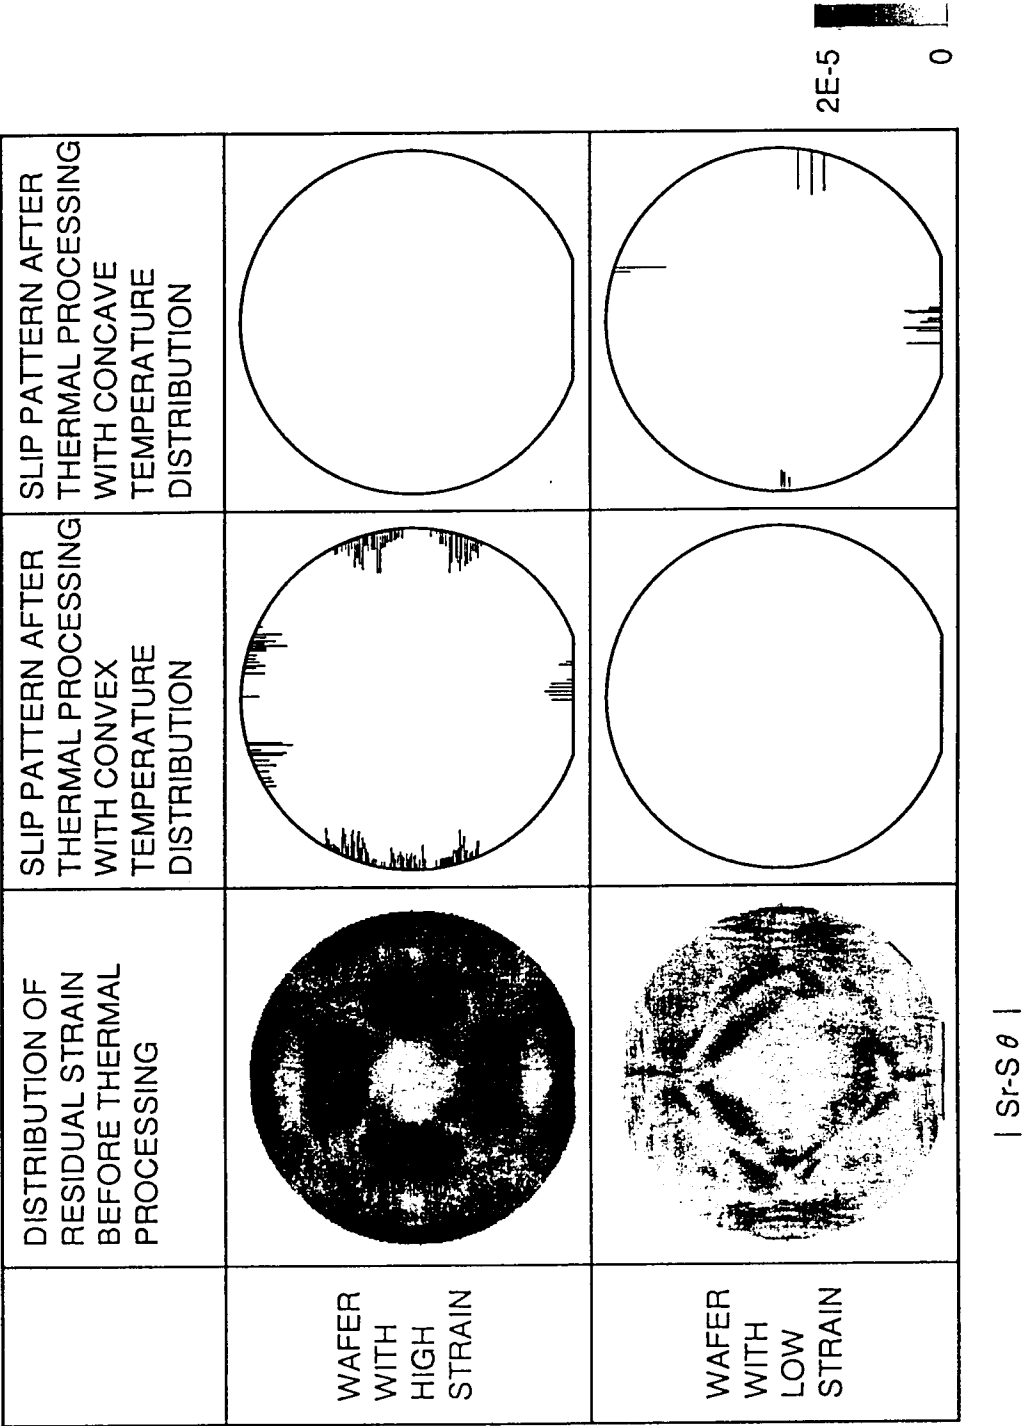 DISTRIBUTION OF
RESIDUAL STRAIN
BEFORE THERMAL
PROCESSING
SLIP PATTERN AFTER
THERMAL PROCESSING
WITH CONVEX
TEMPERATURE
DISTRIBUTION
SLIP PATTERN AFTER
THERMAL PROCESSING
WITH CONCAVE
TEMPERATURE
DISTRIBUTION
WAFER
WITH
HIGH
STRAIN
WAFER
WITH
LOW
STRAIN
2E-5
0
| Sr-S θ |